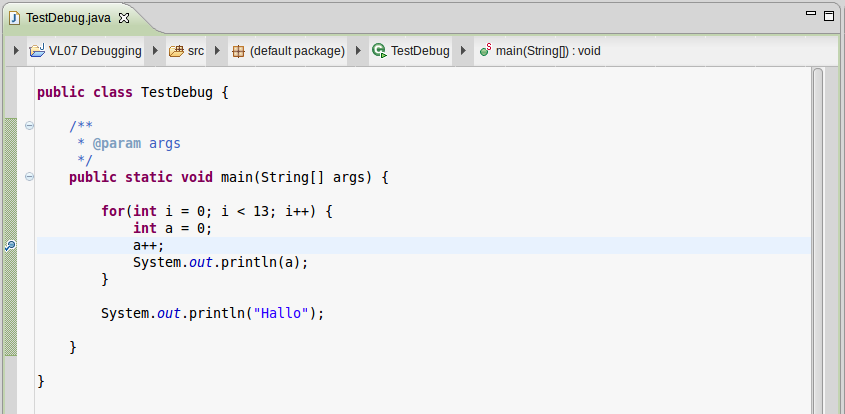 TestDebug.java
VL07 Debugging src (default package) TestDebug main(String[]) : void
public class TestDebug {
/**
* @param args
*/
public static void main(String[] args) {
for(int i = 0; i < 13; i++) {
int a = 0;
a++;
System.out.println(a);
}
System.out.println("Hallo");
}
}